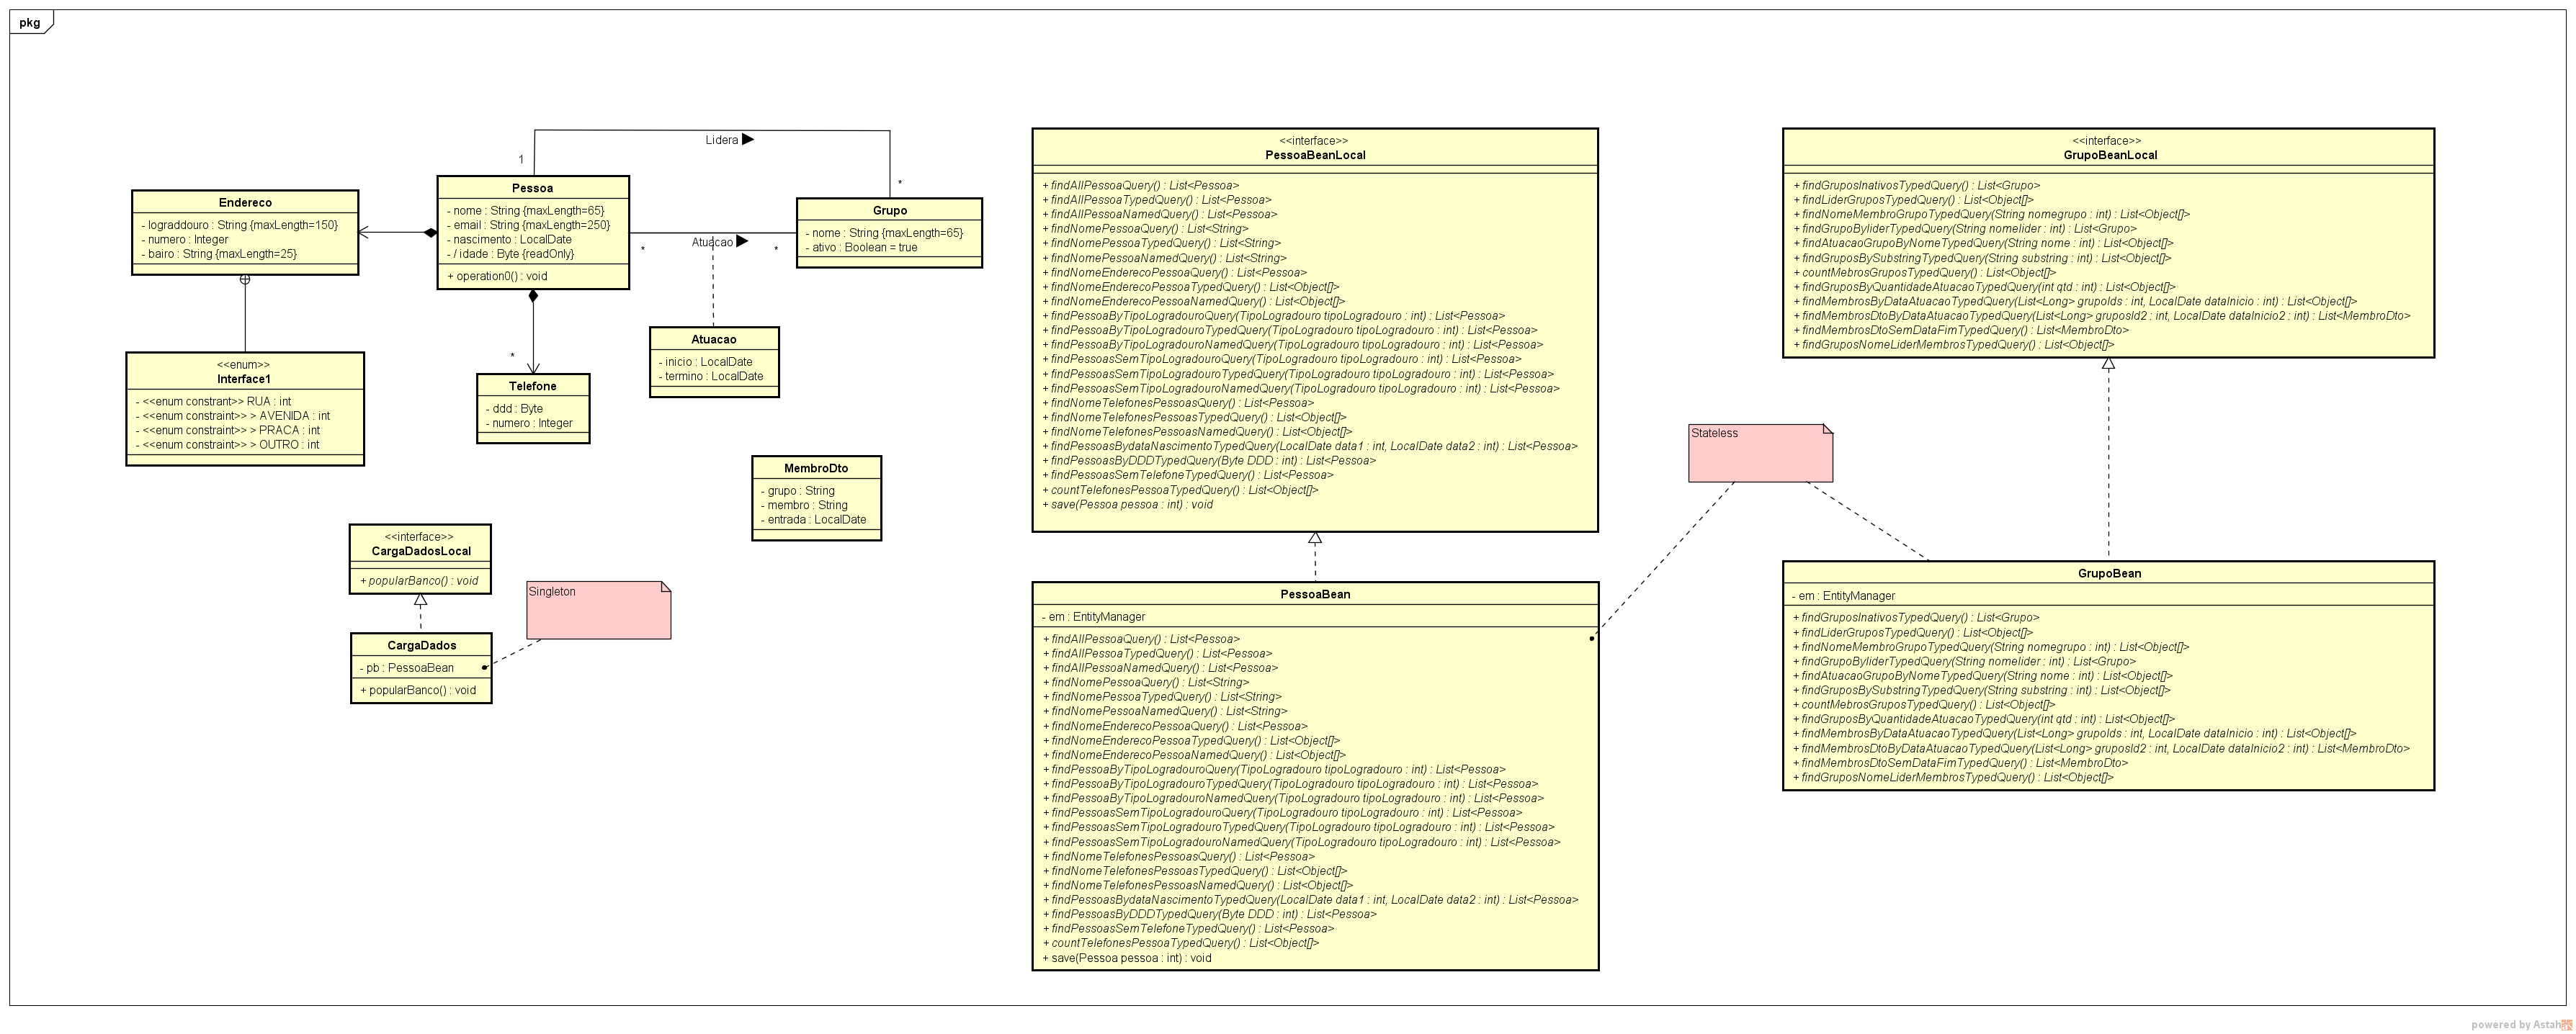 pkg
Lidera
1
*
Endereco
- lograddouro : String {maxLength=150}
- numero : Integer
- bairo : String {maxLength=25}
Pessoa
- nome : String {maxLength=65}
- email : String {maxLength=250}
- nascimento : LocalDate
- / idade : Byte {readOnly}
+ operation0() : void
*
Atuacao
*
Grupo
- nome : String {maxLength=65}
- ativo : Boolean = true
<<enum>>
Interface1
- <<enum constrant>> RUA : int
- <<enum constraint>> > AVENIDA : int
- <<enum constraint>> > PRACA : int
- <<enum constraint>> > OUTRO : int
*
Telefone
- ddd : Byte
- numero : Integer
Atuacao
- inicio : LocalDate
- termino : LocalDate
MembroDto
- grupo : String
- membro : String
- entrada : LocalDate
<<interface>>
CargaDadosLocal
+ popularBanco() : void
Singleton
CargaDados
- pb : PessoaBean
+ popularBanco() : void
<<interface>>
PessoaBeanLocal
+ findAllPessoaQuery() : List<Pessoa>
+ findAllPessoaTypedQuery() : List<Pessoa>
+ findAllPessoaNamedQuery() : List<Pessoa>
+ findNomePessoaQuery() : List<String>
+ findNomePessoaTypedQuery() : List<String>
+ findNomePessoaNamedQuery() : List<String>
+ findNomeEnderecoPessoaQuery() : List<Pessoa>
+ findNomeEnderecoPessoaTypedQuery() : List<Object[]>
+ findNomeEnderecoPessoaNamedQuery() : List<Object[]>
+ findPessoaByTipoLogradouroQuery(TipoLogradouro tipoLogradouro : int) : List<Pessoa>
+ findPessoaByTipoLogradouroTypedQuery(TipoLogradouro tipoLogradouro : int) : List<Pessoa>
+ findPessoaByTipoLogradouroNamedQuery(TipoLogradouro tipoLogradouro : int) : List<Pessoa>
+ findPessoasSemTipoLogradouroQuery(TipoLogradouro tipoLogradouro : int) : List<Pessoa>
+ findPessoasSemTipoLogradouroTypedQuery(TipoLogradouro tipoLogradouro : int) : List<Pessoa>
+ findPessoasSemTipoLogradouroNamedQuery(TipoLogradouro tipoLogradouro : int) : List<Pessoa>
+ findNomeTelefonesPessoasQuery() : List<Pessoa>
+ findNomeTelefonesPessoasTypedQuery() : List<Object[]>
+ findNomeTelefonesPessoasNamedQuery() : List<Object[]>
+ findPessoasBydataNascimentoTypedQuery(LocalDate data1 : int, LocalDate data2 : int) : List<Pessoa>
+ findPessoasByDDDTypedQuery(Byte DDD : int) : List<Pessoa>
+ findPessoasSemTelefoneTypedQuery() : List<Pessoa>
+ countTelefonesPessoaTypedQuery() : List<Object[]>
+ save(Pessoa pessoa : int) : void
PessoaBean
- em : EntityManager
+ findAllPessoaQuery() : List<Pessoa>
+ findAllPessoaTypedQuery() : List<Pessoa>
+ findAllPessoaNamedQuery() : List<Pessoa>
+ findNomePessoaQuery() : List<String>
+ findNomePessoaTypedQuery() : List<String>
+ findNomePessoaNamedQuery() : List<String>
+ findNomeEnderecoPessoaQuery() : List<Pessoa>
+ findNomeEnderecoPessoaTypedQuery() : List<Object[]>
+ findNomeEnderecoPessoaNamedQuery() : List<Object[]>
+ findPessoaByTipoLogradouroQuery(TipoLogradouro tipoLogradouro : int) : List<Pessoa>
+ findPessoaByTipoLogradouroTypedQuery(TipoLogradouro tipoLogradouro : int) : List<Pessoa>
+ findPessoaByTipoLogradouroNamedQuery(TipoLogradouro tipoLogradouro : int) : List<Pessoa>
+ findPessoasSemTipoLogradouroQuery(TipoLogradouro tipoLogradouro : int) : List<Pessoa>
+ findPessoasSemTipoLogradouroTypedQuery(TipoLogradouro tipoLogradouro : int) : List<Pessoa>
+ findPessoasSemTipoLogradouroNamedQuery(TipoLogradouro tipoLogradouro : int) : List<Pessoa>
+ findNomeTelefonesPessoasQuery() : List<Pessoa>
+ findNomeTelefonesPessoasTypedQuery() : List<Object[]>
+ findNomeTelefonesPessoasNamedQuery() : List<Object[]>
+ findPessoasBydataNascimentoTypedQuery(LocalDate data1 : int, LocalDate data2 : int) : List<Pessoa>
+ findPessoasByDDDTypedQuery(Byte DDD : int) : List<Pessoa>
+ findPessoasSemTelefoneTypedQuery() : List<Pessoa>
+ countTelefonesPessoaTypedQuery() : List<Object[]>
+ save(Pessoa pessoa : int) : void
Stateless
<<interface>>
GrupoBeanLocal
+ findGruposInativosTypedQuery() : List<Grupo>
+ findLiderGruposTypedQuery() : List<Object[]>
+ findNomeMembroGrupoTypedQuery(String nomegrupo : int) : List<Object[]>
+ findGrupoByliderTypedQuery(String nomelider : int) : List<Grupo>
+ findAtuacaoGrupoByNomeTypedQuery(String nome : int) : List<Object[]>
+ findGruposBySubstringTypedQuery(String substring : int) : List<Object[]>
+ countMebrosGruposTypedQuery() : List<Object[]>
+ findGruposByQuantidadeAtuacaoTypedQuery(int qtd : int) : List<Object[]>
+ findMembrosByDataAtuacaoTypedQuery(List<Long> grupoIds : int, LocalDate dataInicio : int) : List<Object[]>
+ findMembrosDtoByDataAtuacaoTypedQuery(List<Long> gruposId2 : int, LocalDate dataInicio2 : int) : List<MembroDto>
+ findMembrosDtoSemDataFimTypedQuery() : List<MembroDto>
+ findGruposNomeLiderMembrosTypedQuery() : List<Object[]>
GrupoBean
- em : EntityManager
+ findGruposInativosTypedQuery() : List<Grupo>
+ findLiderGruposTypedQuery() : List<Object[]>
+ findNomeMembroGrupoTypedQuery(String nomegrupo : int) : List<Object[]>
+ findGrupoByliderTypedQuery(String nomelider : int) : List<Grupo>
+ findAtuacaoGrupoByNomeTypedQuery(String nome : int) : List<Object[]>
+ findGruposBySubstringTypedQuery(String substring : int) : List<Object[]>
+ countMebrosGruposTypedQuery() : List<Object[]>
+ findGruposByQuantidadeAtuacaoTypedQuery(int qtd : int) : List<Object[]>
+ findMembrosByDataAtuacaoTypedQuery(List<Long> grupoIds : int, LocalDate dataInicio : int) : List<Object[]>
+ findMembrosDtoByDataAtuacaoTypedQuery(List<Long> gruposId2 : int, LocalDate dataInicio2 : int) : List<MembroDto>
+ findMembrosDtoSemDataFimTypedQuery() : List<MembroDto>
+ findGruposNomeLiderMembrosTypedQuery() : List<Object[]>
powered by Astah